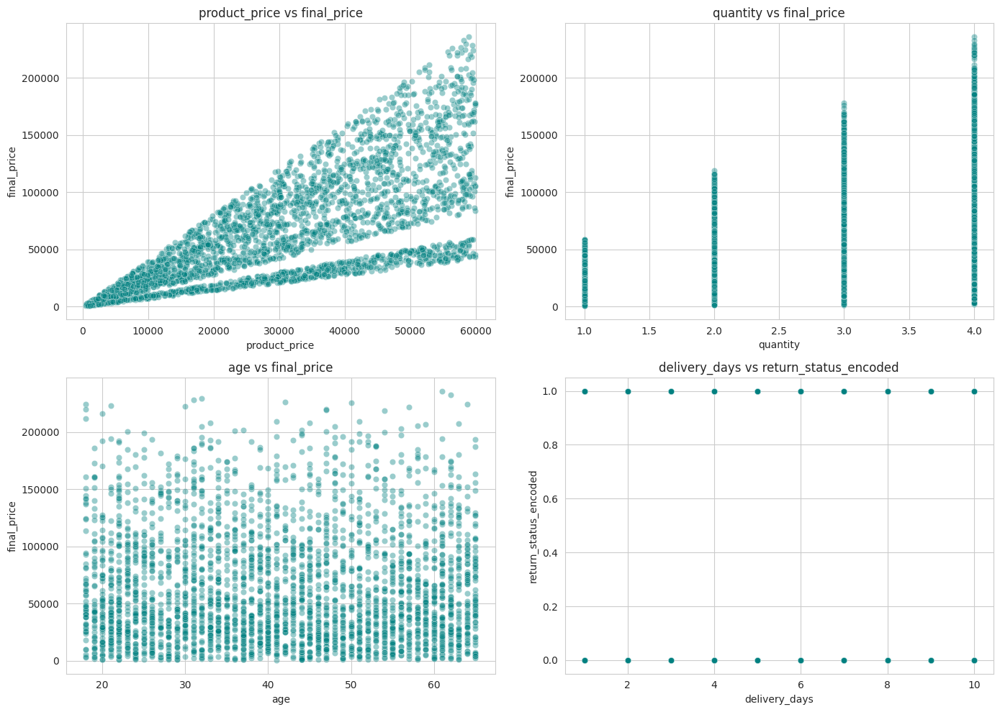 product_price vs final_price
final_price
200000
150000
100000
50000
0
0 10000 20000 30000 40000 50000 60000
product_price
quantity vs final_price
final_price
200000
150000
100000
50000
0
1.0 1.5 2.0 2.5 3.0 3.5 4.0
quantity
age vs final_price
final_price
200000
150000
100000
50000
0
20 30 40 50 60
age
delivery_days vs return_status_encoded
return_status_encoded
1.0
0.8
0.6
0.4
0.2
0.0
2 4 6 8 10
delivery_days